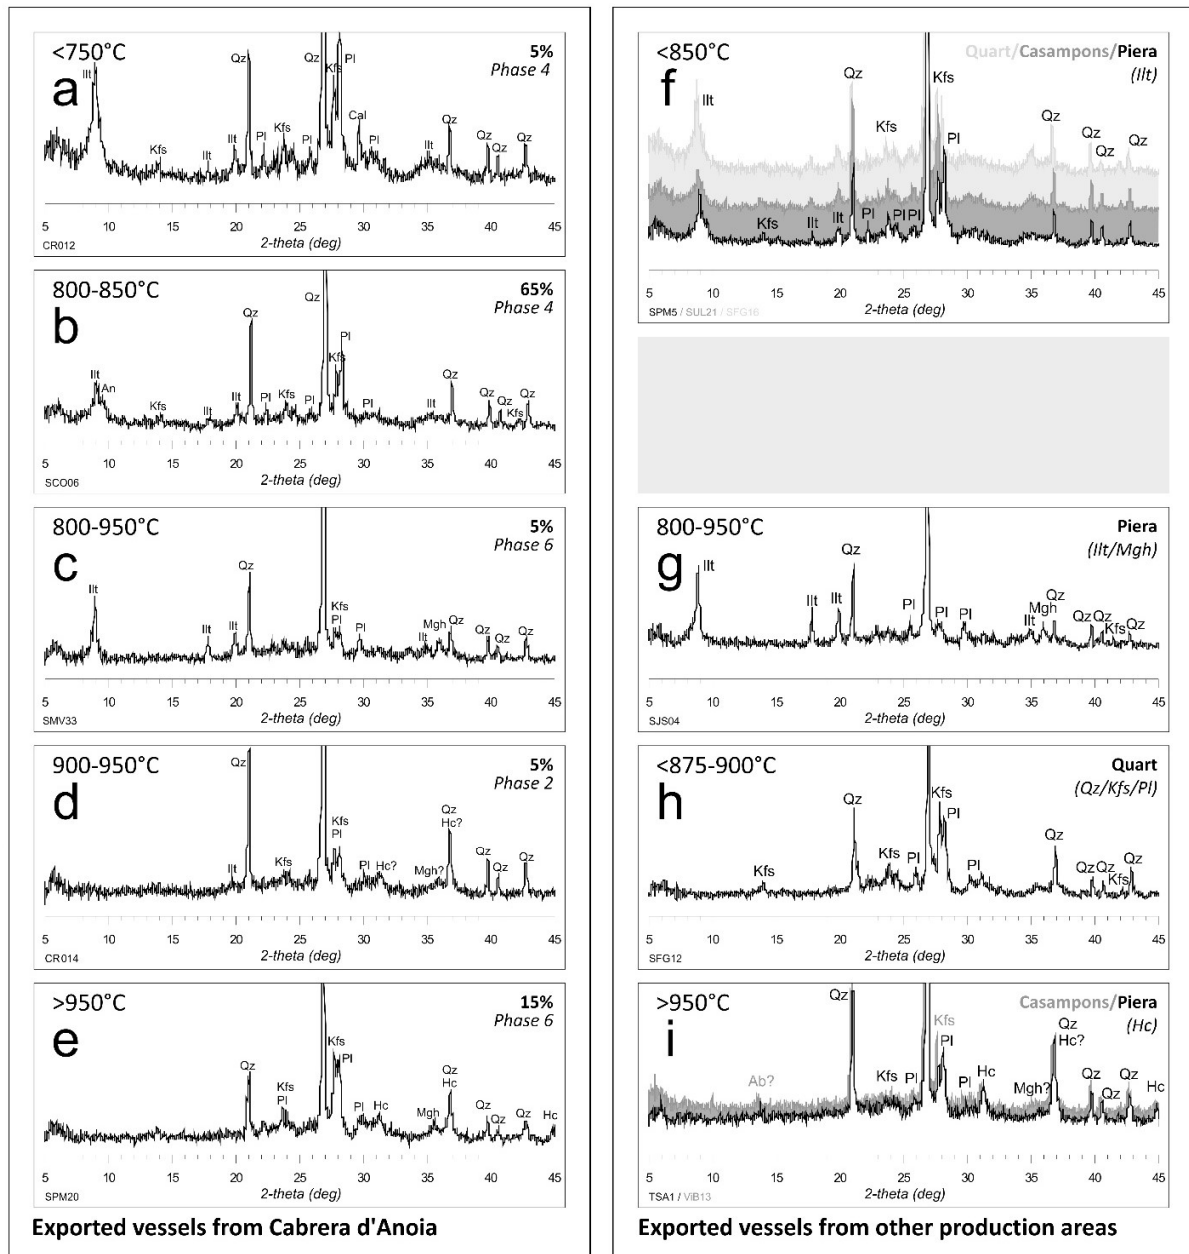 <750°C
5%
Phase 4
a
Ilt
Kfs
Ilt
Ilt
Qz
Pl
Kfs
Pl
Qz
Kfs
Pl
Cal
Pl
Ilt
Qz
Qz
Qz
Qz
5 10 15 20 25 30 35 40 45
2-theta (deg)
CR012
800-850°C
65%
Phase 4
b
Ilt
An
Kfs
Ilt
Ilt
Qz
Pl
Kfs
Pl
Qz
Kfs
Pl
Pl
Ilt
Qz
Qz
Qz
Kfs
Qz
5 10 15 20 25 30 35 40 45
2-theta (deg)
SCO06
800-950°C
5%
Phase 6
c
Ilt
Ilt
Ilt
Qz
Kfs
Pl
Pl
Ilt
Mgh
Qz
Qz
Qz
Qz
5 10 15 20 25 30 35 40 45
2-theta (deg)
SMV33
900-950°C
5%
Phase 2
d
Ilt
Qz
Kfs
Kfs
Pl
Pl
Hc?
Mgh?
Qz
Hc?
Qz
Qz
Qz
5 10 15 20 25 30 35 40 45
2-theta (deg)
CR014
>950°C
15%
Phase 6
e
Qz
Kfs
Pl
Kfs
Pl
Pl
Hc
Mgh
Qz
Hc
Qz
Qz
Qz
Hc
5 10 15 20 25 30 35 40 45
2-theta (deg)
SPM20
Exported vessels from Cabrera d'Anoia
<850°C
Quart/Casampons/Piera
(Ilt)
f
Ilt
Kfs
Ilt
Ilt
Qz
Pl
Kfs
Pl
Pl
Kfs
Pl
Qz
Qz
Qz
Qz
5 10 15 20 25 30 35 40 45
2-theta (deg)
SPM5 / SUL21 / SFG16
800-950°C
Piera
(Ilt/Mgh)
g
Ilt
Ilt
Ilt
Qz
Pl
Pl
Pl
Ilt
Mgh
Qz
Qz
Qz
Kfs
Qz
5 10 15 20 25 30 35 40 45
2-theta (deg)
SJS04
<875-900°C
Quart
(Qz/Kfs/Pl)
h
Kfs
Qz
Kfs
Pl
Kfs
Pl
Pl
Qz
Qz
Qz
Kfs
Qz
5 10 15 20 25 30 35 40 45
2-theta (deg)
SFG12
>950°C
Casampons/Piera
(Hc)
i
Ab?
Qz
Kfs
Pl
Kfs
Pl
Pl
Hc
Mgh?
Qz
Hc?
Qz
Qz
Qz
Hc
5 10 15 20 25 30 35 40 45
2-theta (deg)
TSA1 / ViB13
Exported vessels from other production areas